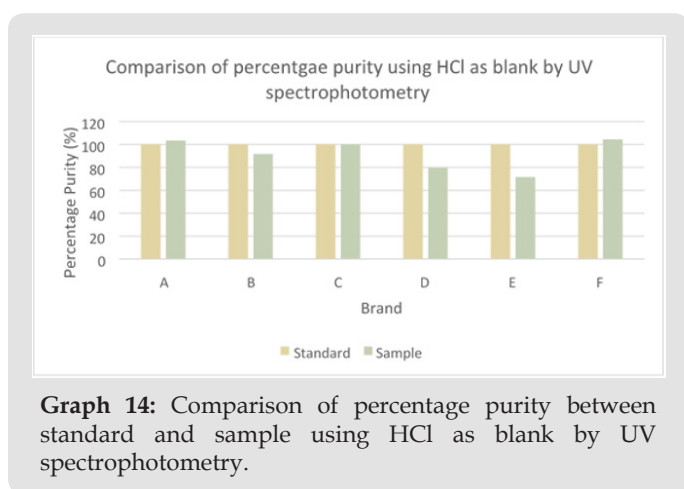 Comparison of percentgae purity using HCl as blank by UV
spectrophotometry
Percentage Purity (%)
120
100
80
60
40
20
0
A B C D E F
Brand
Standard Sample
Graph 14: Comparison of percentage purity between
standard and sample using HCl as blank by UV
spectrophotometry.